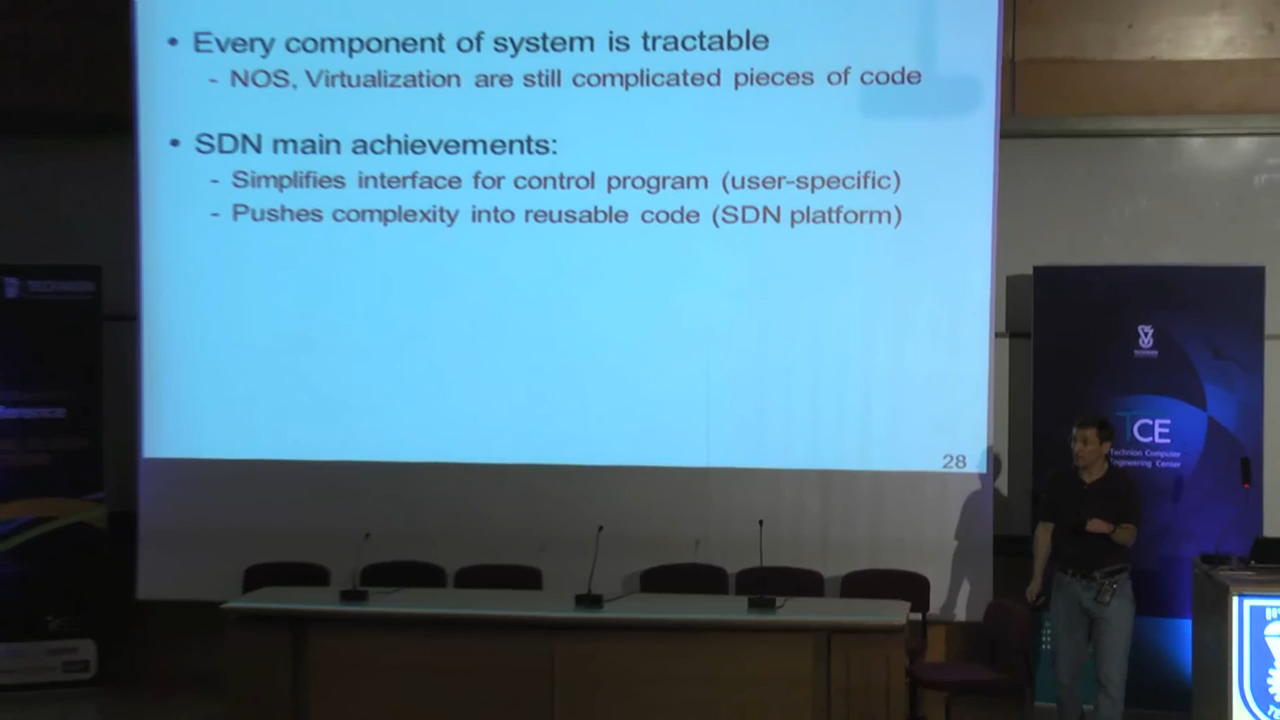 • Every component of system is tractable
- NOS, Virtualization are still complicated pieces of code
• SDN main achievements:
- Simplifies interface for control program (user-specific)
- Pushes complexity into reusable code (SDN platform)
28
TECHNION
TCE
Technion Computer
Engineering Center